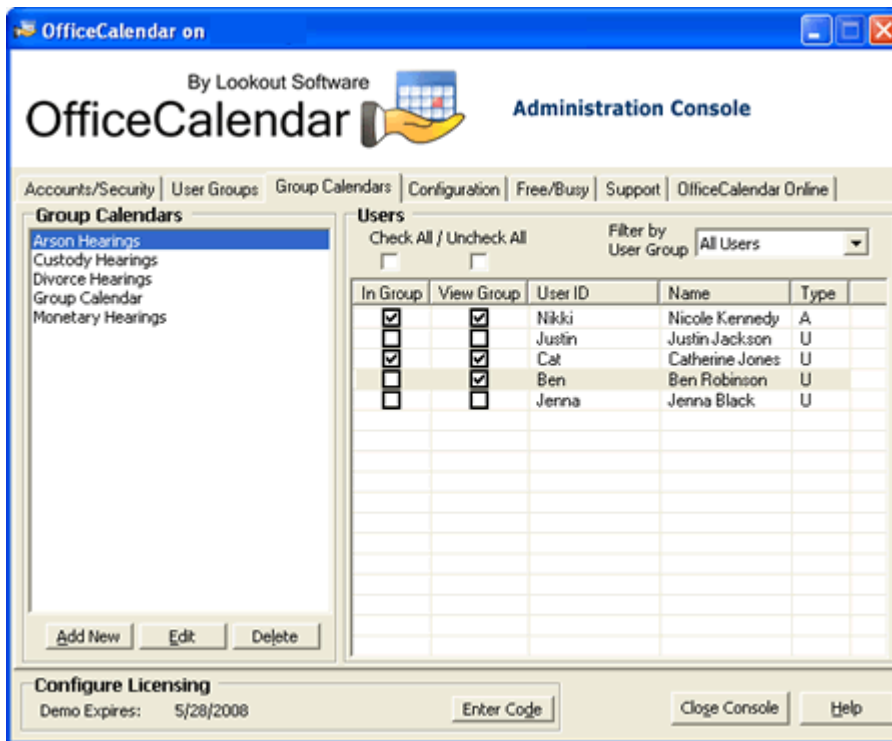 OfficeCalendar on
By Lookout Software
OfficeCalendar
Administration Console
Accounts/Security User Groups Group Calendars Configuration Free/Busy Support OfficeCalendar Online
Group Calendars
Arson Hearings
Custody Hearings
Divorce Hearings
Group Calendar
Monetary Hearings
Add New Edit Delete
Users
Check All / Uncheck All
Filter by
User Group All Users
In Group View Group User ID Name Type
Nikki Nicole Kennedy A
Justin Justin Jackson U
Cat Catherine Jones U
Ben Ben Robinson U
Jenna Jenna Black U
Configure Licensing
Demo Expires: 5/28/2008
Enter Code
Close Console Help